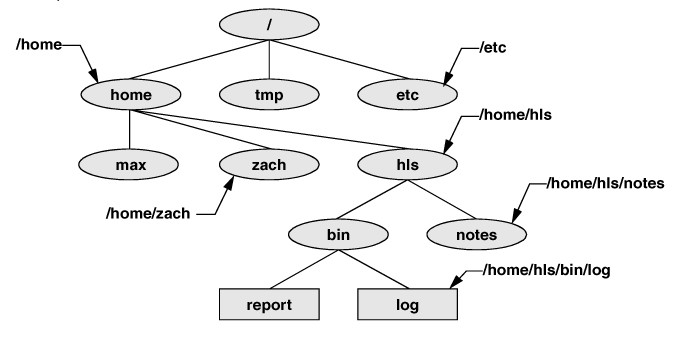 /
/home
/etc
home
tmp
etc
/home/hls
max
zach
hls
/home/hls/notes
/home/zach
bin
notes
/home/hls/bin/log
report
log